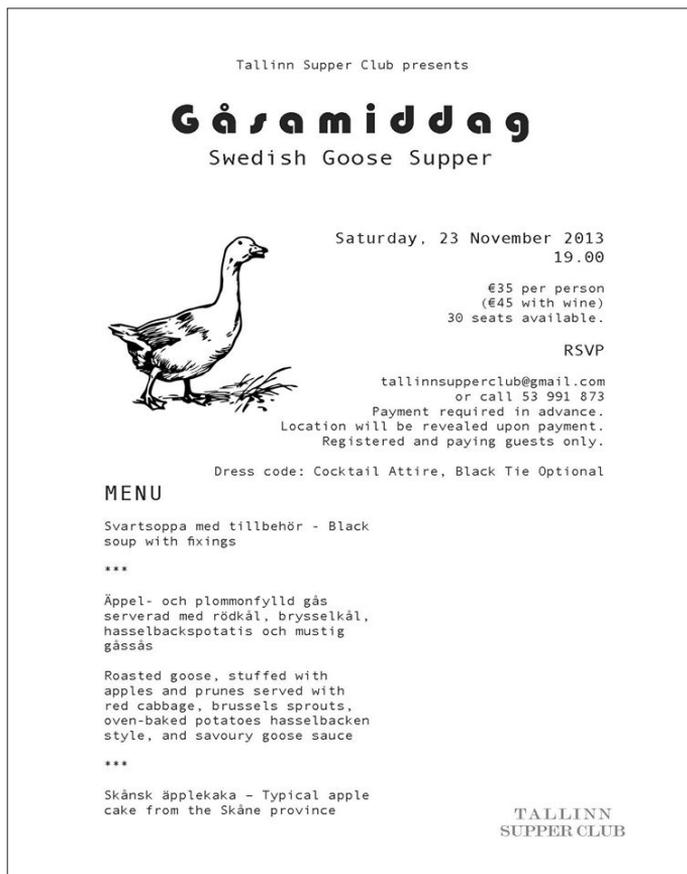 Tallinn Supper Club presents
Gåsamiddag
Swedish Goose Supper
Saturday, 23 November 2013
19.00
€35 per person
(€45 with wine)
30 seats available.
RSVP
tallinnsupperclub@gmail.com
or call 53 991 873
Payment required in advance.
Location will be revealed upon payment.
Registered and paying guests only.
Dress code: Cocktail Attire, Black Tie Optional
MENU
Svartsoppa med tillbehör - Black
soup with fixings
***
Äppel- och plommonfylld gås
serverad med rödkål, brysselkål,
hasselbackspotatis och mustig
gåssås
Roasted goose, stuffed with
apples and prunes served with
red cabbage, brussels sprouts,
oven-baked potatoes hasselbacken
style, and savoury goose sauce
***
Skånsk äpplekaka – Typical apple
cake from the Skåne province
TALLINN
SUPPER CLUB